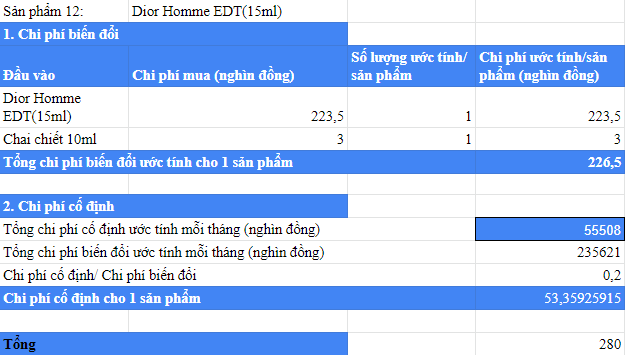 Sản phẩm 12: Dior Homme EDT(15ml)
1. Chi phí biến đổi
Đầu vào Chi phí mua (nghìn đồng) Số lượng ước tính/ sản phẩm Chi phí ước tính/sản phẩm (nghìn đồng)
Dior Homme EDT(15ml) 223,5 1 223,5
Chai chiết 10ml 3 1 3
Tổng chi phí biến đổi ước tính cho 1 sản phẩm 226,5
2. Chi phí cố định
Tổng chi phí cố định ước tính mỗi tháng (nghìn đồng) 55508
Tổng chi phí biến đổi ước tính mỗi tháng (nghìn đồng) 235621
Chi phí cố định/ Chi phí biến đổi 0,2
Chi phí cố định cho 1 sản phẩm 53,35925915
Tổng 280